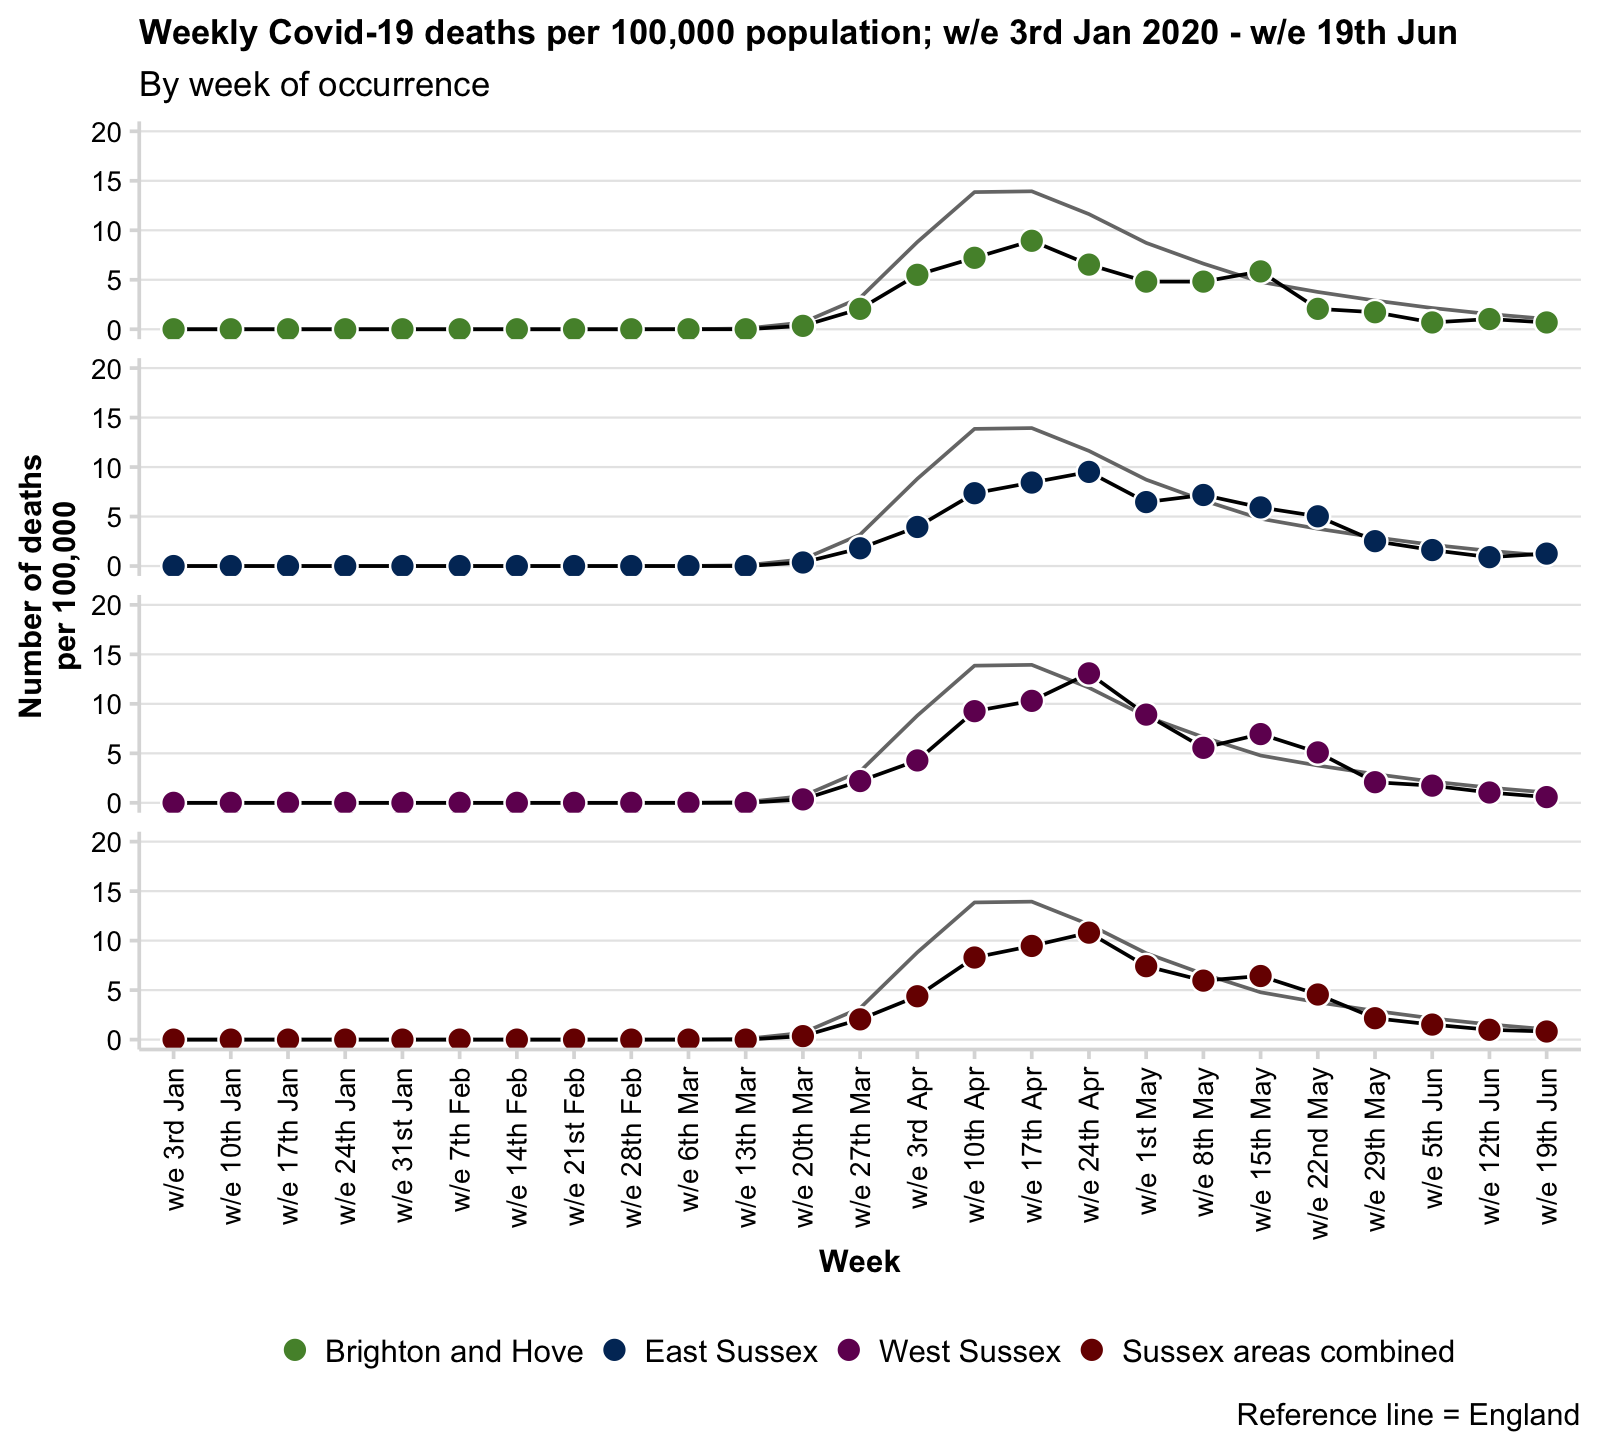 Weekly Covid-19 deaths per 100,000 population; w/e 3rd Jan 2020 - w/e 19th Jun
By week of occurrence
Number of deaths
per 100,000
20
15
10
5
0
20
15
10
5
0
20
15
10
5
0
20
15
10
5
0
w/e 3rd Jan
w/e 10th Jan
w/e 17th Jan
w/e 24th Jan
w/e 31st Jan
w/e 7th Feb
w/e 14th Feb
w/e 21st Feb
w/e 28th Feb
w/e 6th Mar
w/e 13th Mar
w/e 20th Mar
w/e 27th Mar
w/e 3rd Apr
w/e 10th Apr
w/e 17th Apr
w/e 24th Apr
w/e 1st May
w/e 8th May
w/e 15th May
w/e 22nd May
w/e 29th May
w/e 5th Jun
w/e 12th Jun
w/e 19th Jun
Week
Brighton and Hove East Sussex West Sussex Sussex areas combined
Reference line = England